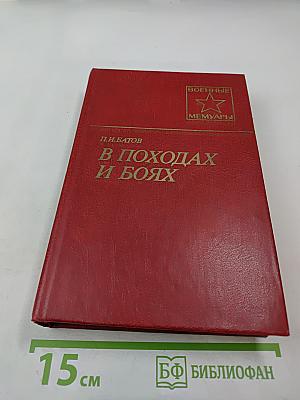 ВОЕННЫЕ
МЕМУАРЫ
П.И.БАТОВ
В ПОХОДАХ
И БОЯХ
15 см
БФ БИБЛИОФАН